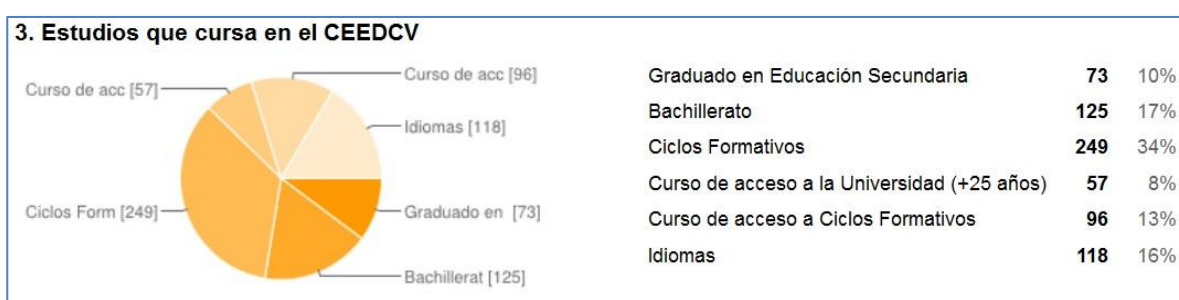 3. Estudios que cursa en el CEEDCV
Curso de acc [57]
Curso de acc [96]
Idiomas [118]
Ciclos Form [249]
Graduado en [73]
Bachillerat [125]
Graduado en Educación Secundaria 73 10%
Bachillerato 125 17%
Ciclos Formativos 249 34%
Curso de acceso a la Universidad (+25 años) 57 8%
Curso de acceso a Ciclos Formativos 96 13%
Idiomas 118 16%